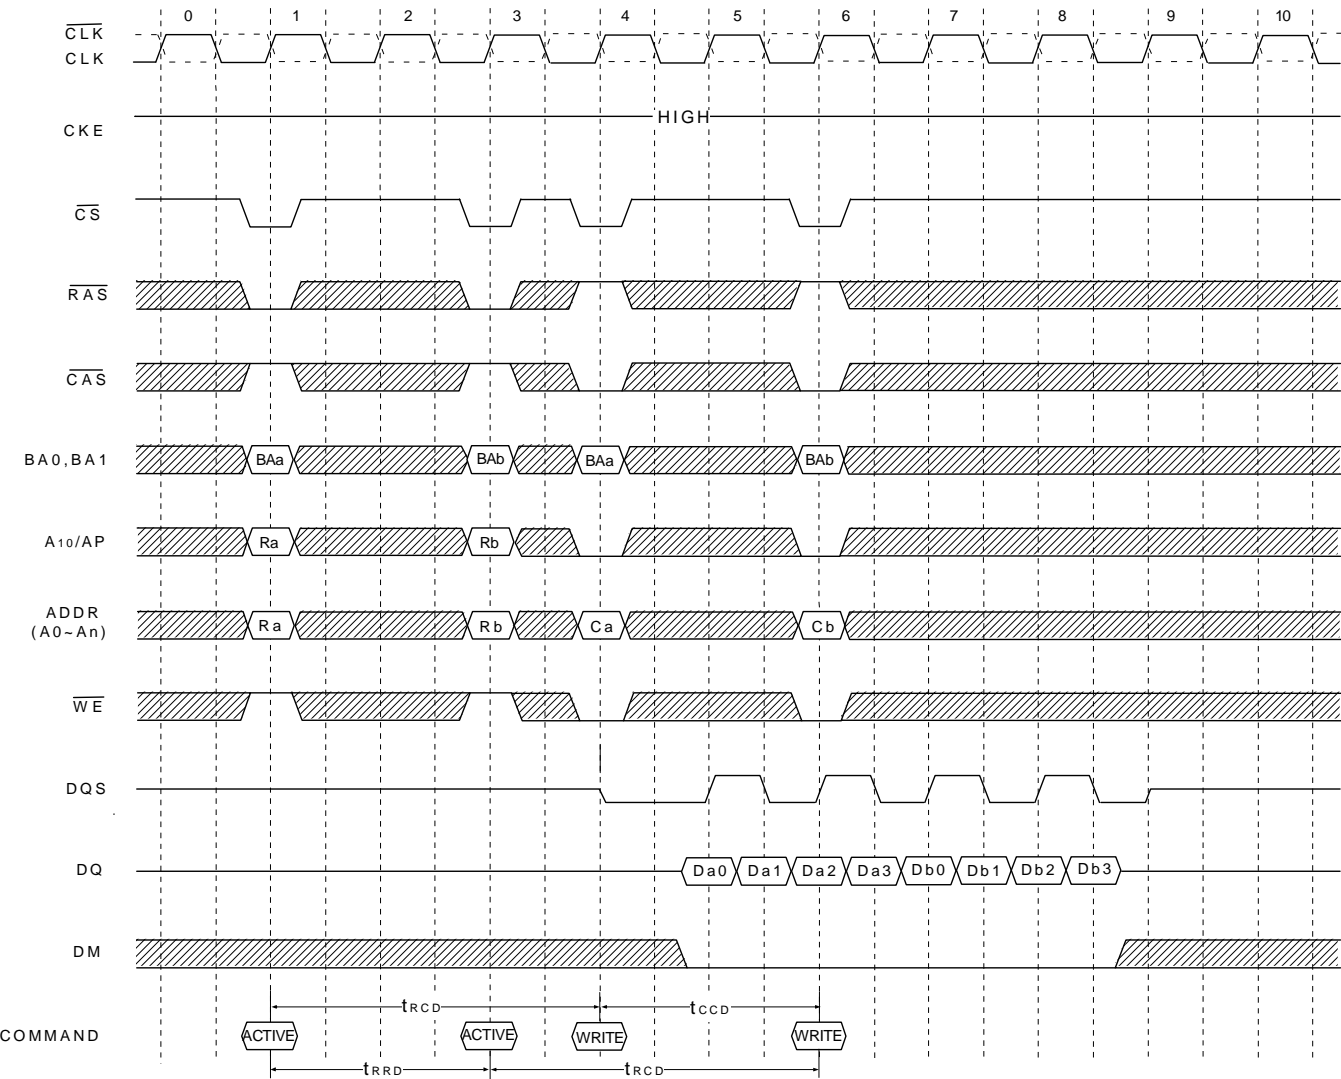 0 1 2 3 4 5 6 7 8 9 10
CLK
CLK
HIGH
CKE
CS
RAS
CAS
BA0,BA1 BAa BAb BAa BAb
A10/AP Ra Rb
ADDR
(A0~An) Ra Rb Ca Cb
WE
DQS
DQ Da0 Da1 Da2 Da3 Db0 Db1 Db2 Db3
DM
tRCD tCCD
COMMAND ACTIVE ACTIVE WRITE WRITE
tRRD tRCD